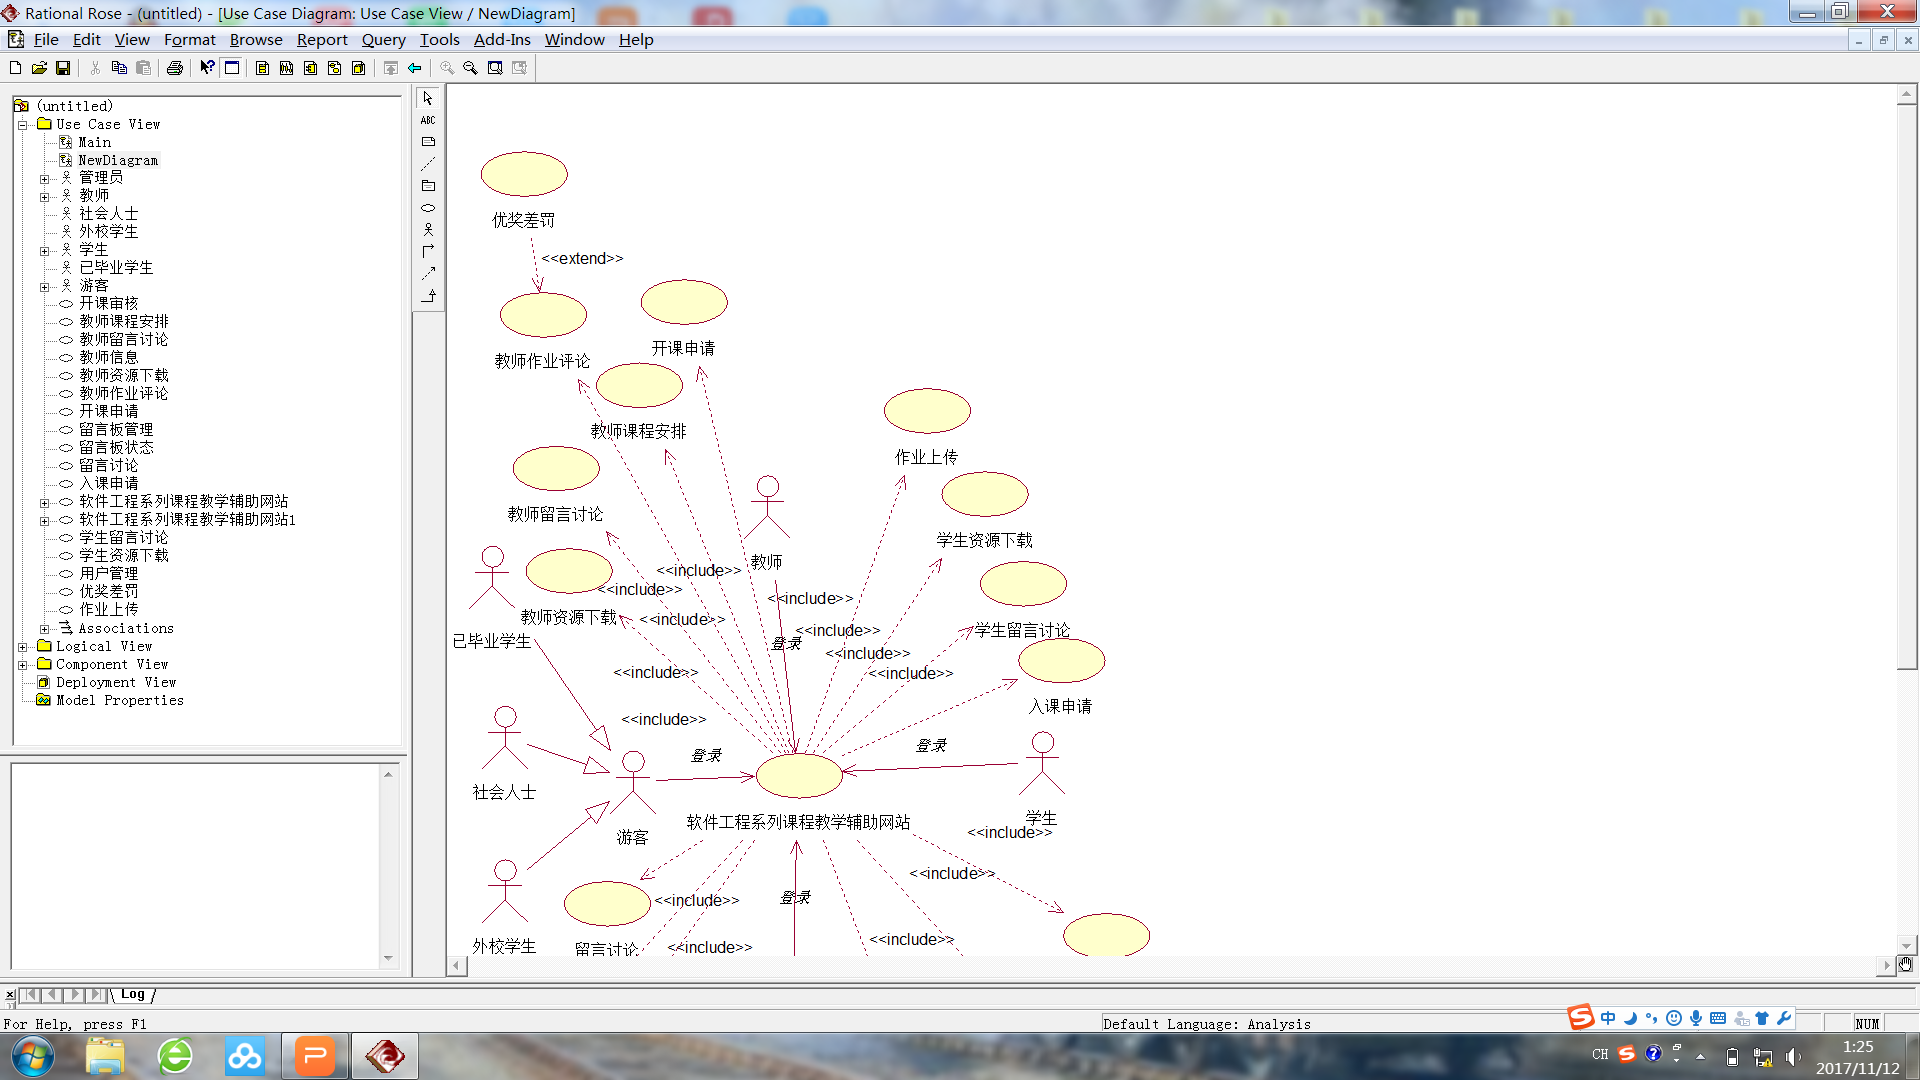 Rational Rose - (untitled) - [Use Case Diagram: Use Case View / NewDiagram]
File Edit View Format Browse Report Query Tools Add-Ins Window Help
(untitled)
Use Case View
Main
NewDiagram
管理员
教师
社会人士
外校学生
学生
已毕业学生
游客
开课审核
教师课程安排
教师留言讨论
教师信息
教师资源下载
教师作业评论
开课申请
留言板管理
留言板状态
留言讨论
入课申请
软件工程系列课程教学辅助网站
软件工程系列课程教学辅助网站1
学生留言讨论
学生资源下载
用户管理
优奖差罚
作业上传
Associations
Logical View
Component View
Deployment View
Model Properties
ABC
优奖差罚
<<extend>>
教师作业评论
开课申请
教师课程安排
作业上传
教师留言讨论
学生资源下载
教师
<<include>>
<<include>>
<<include>>
教师资源下载
<<include>>
学生留言讨论
<<include>>
已毕业学生
登录
<<include>>
<<include>>
<<include>>
入课申请
<<include>>
登录
登录
社会人士
游客
软件工程系列课程教学辅助网站
学生
<<include>>
<<include>>
<<include>>
登录
外校学生
留言讨论
<<include>>
<<include>>
Log
For Help, press F1
Default Language: Analysis
NUM
中
CH
1:25
2017/11/12